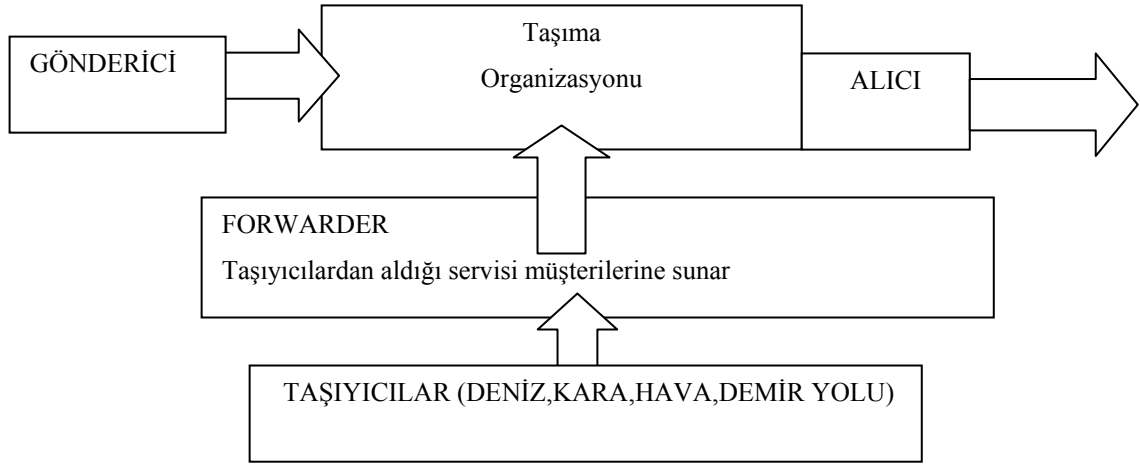 GÖNDERİCİ
Taşıma
Organizasyonu
ALICI
FORWARDER
Taşıyıcılardan aldığı servisi müşterilerine sunar
TAŞIYICILAR (DENİZ,KARA,HAVA,DEMİR YOLU)